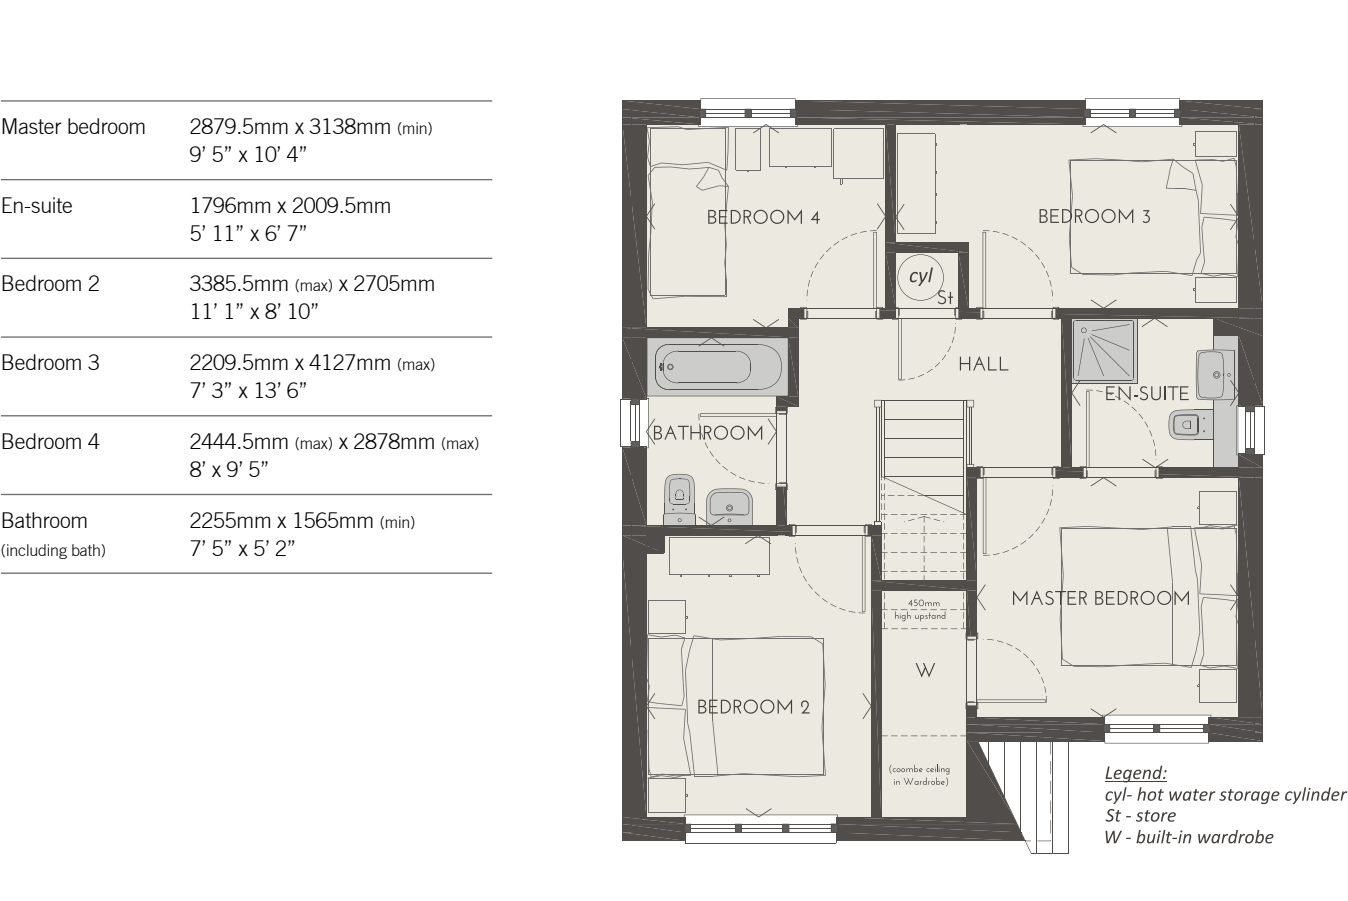 Master bedroom 2879.5mm x 3138mm (min)
9’ 5” x 10’ 4”
En-suite 1796mm x 2009.5mm
5’ 11” x 6’ 7”
Bedroom 2 3385.5mm (max) x 2705mm
11’ 1” x 8’ 10”
Bedroom 3 2209.5mm x 4127mm (max)
7’ 3” x 13’ 6”
Bedroom 4 2444.5mm (max) x 2878mm (max)
8’ x 9’ 5”
Bathroom 2255mm x 1565mm (min)
(including bath) 7’ 5” x 5’ 2”
BEDROOM 4
BEDROOM 3
cyl
St
HALL
EN-SUITE
BATHROOM
MASTER BEDROOM
450mm
high upstand
W
BEDROOM 2
(coombe ceiling
in Wardrobe)
Legend:
cyl- hot water storage cylinder
St - store
W - built-in wardrobe